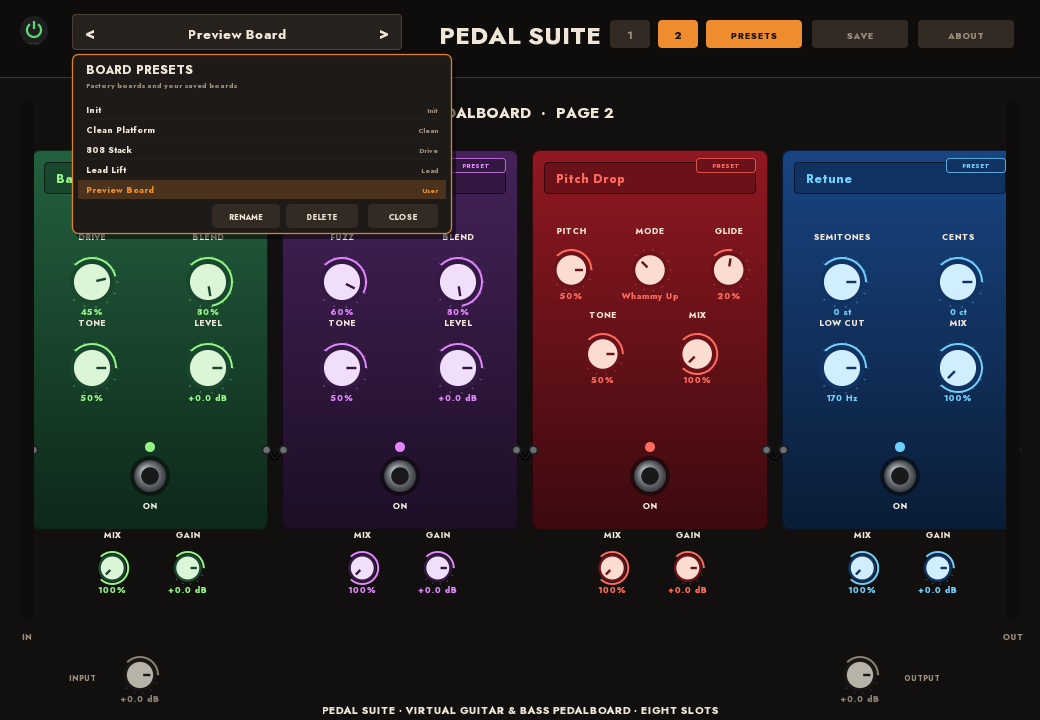 < Preview Board >
PEDAL SUITE
1
2
PRESETS
SAVE
ABOUT
BOARD PRESETS
Factory boards and your saved boards
Init Init
Clean Platform Clean
808 Stack Drive
Lead Lift Lead
Preview Board User
RENAME DELETE CLOSE
DALBOARD · PAGE 2
Ba
PRESET
Pitch Drop
PRESET
Retune
PRESET
DRIVE BLEND
45% 80%
TONE LEVEL
50% +0.0 dB
ON
FUZZ BLEND
60% 80%
TONE LEVEL
50% +0.0 dB
ON
PITCH MODE GLIDE
50% Whammy Up 20%
TONE MIX
50% 100%
ON
SEMITONES CENTS
0 st 0 ct
LOW CUT MIX
170 Hz 100%
ON
MIX GAIN
100% +0.0 dB
MIX GAIN
100% +0.0 dB
MIX GAIN
100% +0.0 dB
MIX GAIN
100% +0.0 dB
IN
OUT
INPUT
+0.0 dB
OUTPUT
+0.0 dB
PEDAL SUITE · VIRTUAL GUITAR & BASS PEDALBOARD · EIGHT SLOTS